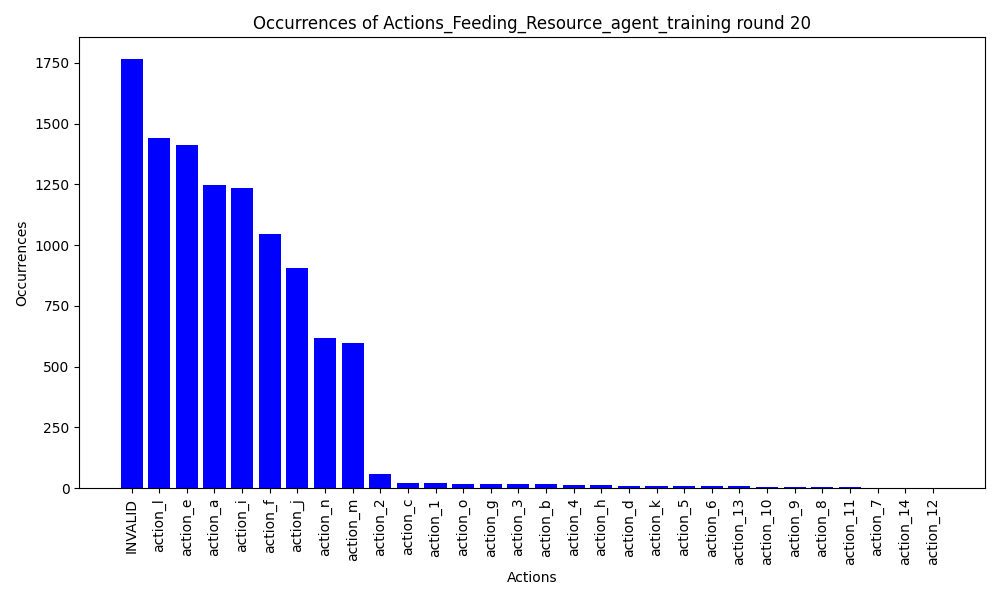 Occurrences of Actions_Feeding_Resource_agent_training round 20
Occurrences
1750
1500
1250
1000
750
500
250
0
INVALID
action_l
action_e
action_a
action_i
action_f
action_j
action_n
action_m
action_2
action_c
action_1
action_o
action_g
action_3
action_b
action_4
action_h
action_d
action_k
action_5
action_6
action_13
action_10
action_9
action_8
action_11
action_7
action_14
action_12
Actions